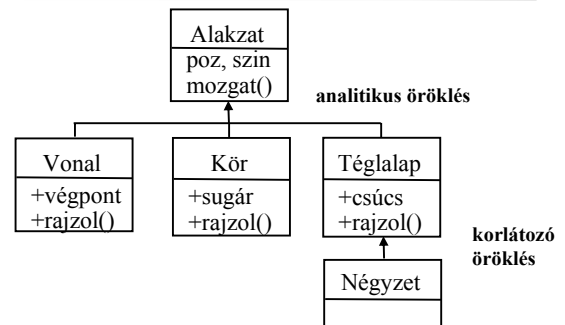 Alakzat
poz, szin
mozgat()
analitikus öröklés
Vonal
+végpont
+rajzol()
Kör
+sugár
+rajzol()
Téglalap
+csúcs
+rajzol()
korlátozó
öröklés
Négyzet